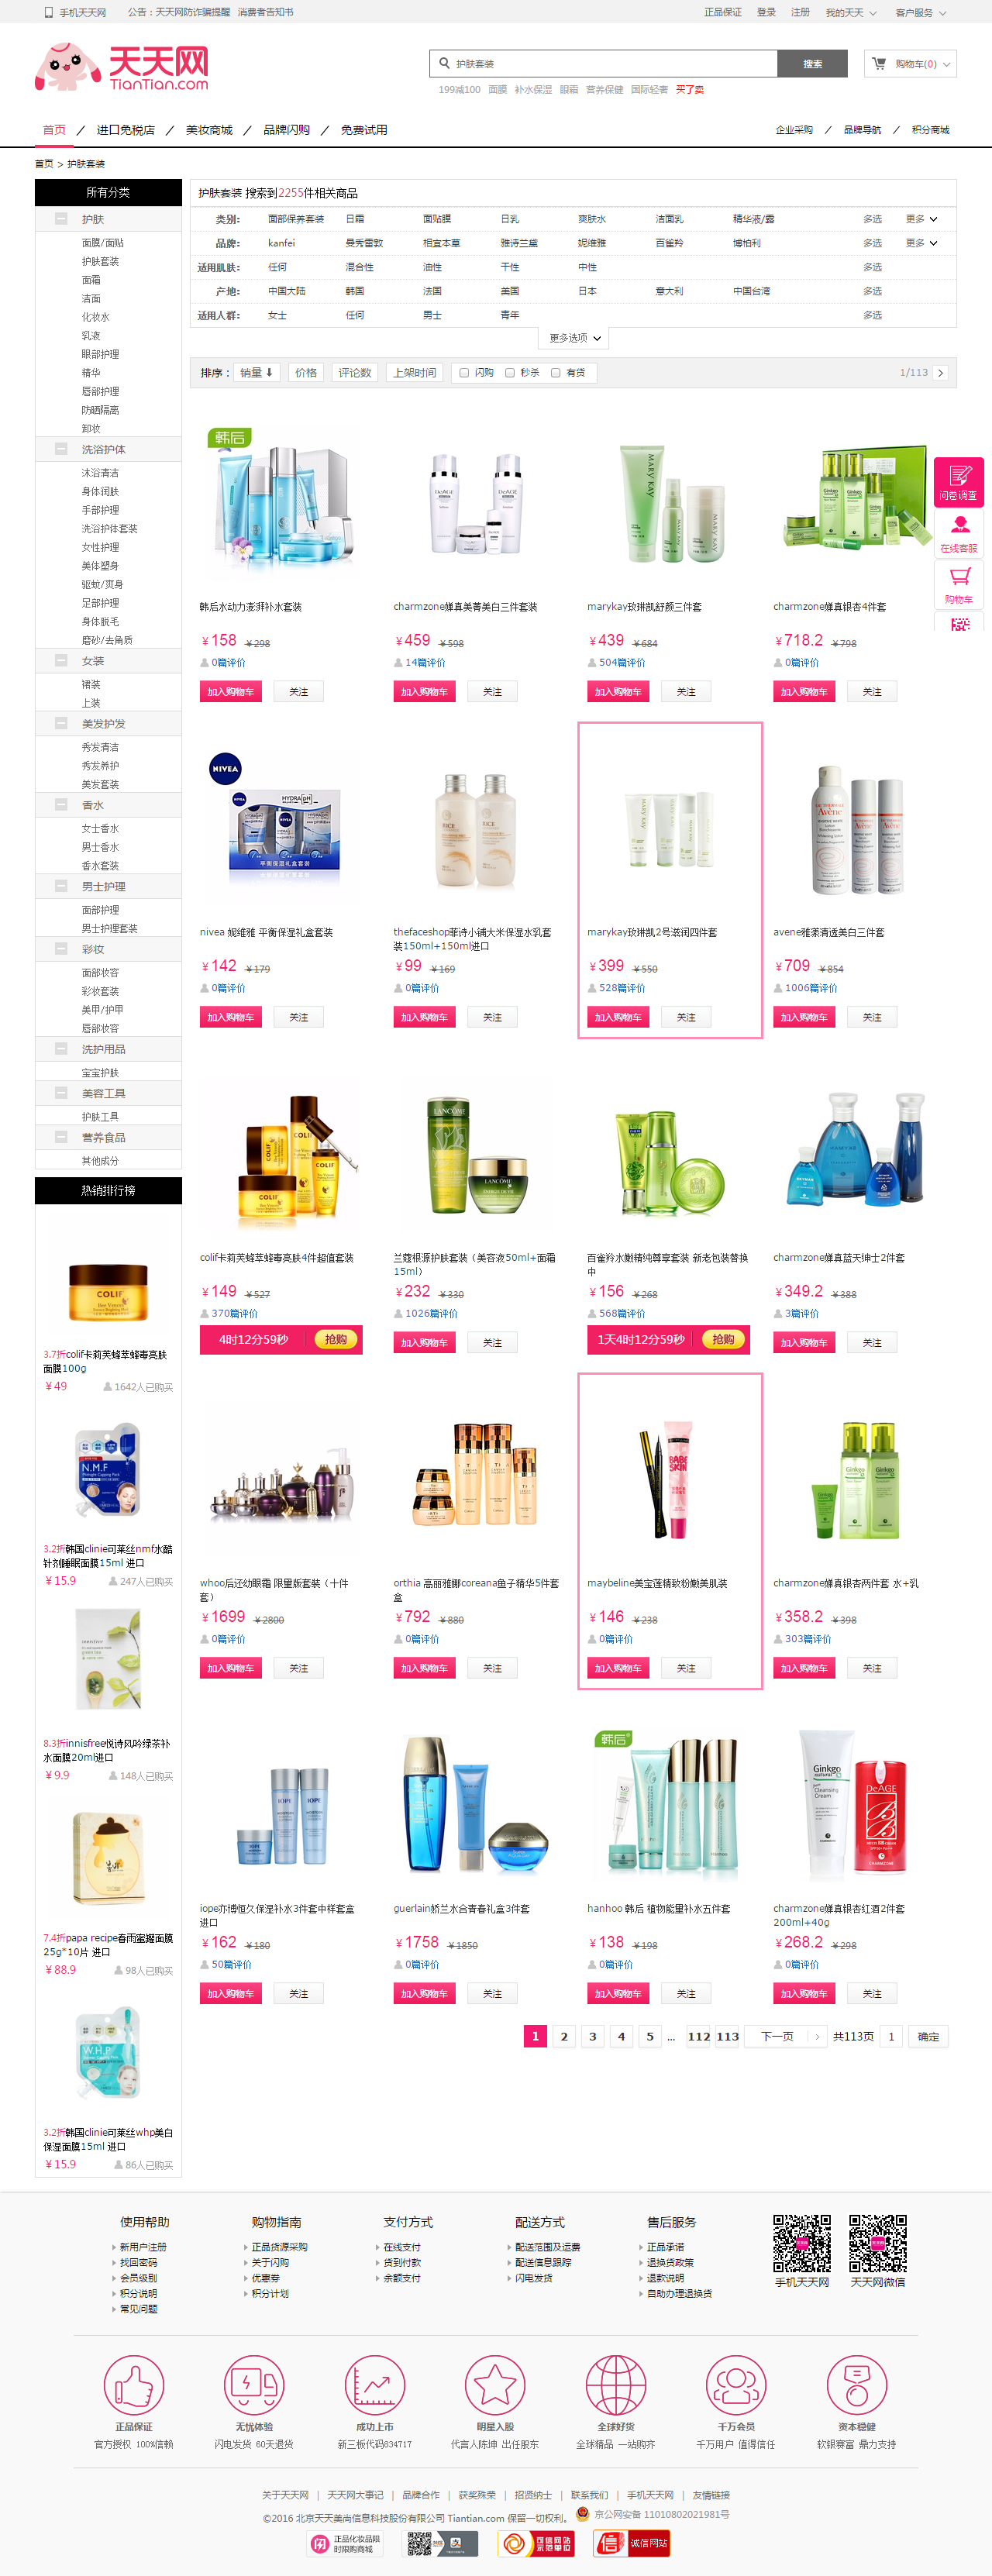 手机天天网 公告：天天网防诈骗提醒 消费者告知书 正品保证 登录 注册 我的天天 客户服务
天天网
TianTian.com
护肤套装 搜索 购物车(0)
199减100 面膜 补水保湿 眼霜 营养保健 国际轻奢 买了卖
首页 / 进口免税店 / 美妆商城 / 品牌闪购 / 免费试用 企业采购 / 品牌导航 / 积分商城
首页 > 护肤套装
所有分类
护肤
面膜/面贴
护肤套装
面霜
洁面
化妆水
乳液
眼部护理
精华
唇部护理
防晒隔离
卸妆
洗浴护体
沐浴清洁
身体润肤
手部护理
洗浴护体套装
女性护理
美体塑身
驱蚊/爽身
足部护理
身体脱毛
磨砂/去角质
女装
裙装
上装
美发护发
秀发清洁
秀发养护
美发套装
香水
女士香水
男士香水
香水套装
男士护理
面部护理
男士护理套装
彩妆
面部妆容
彩妆套装
美甲/护甲
唇部妆容
洗护用品
宝宝护肤
美容工具
护肤工具
营养食品
其他成分
热销排行榜
3.7折colif卡莉芙蜂萃蜂毒亮肤
面膜100g
￥49 1642人已购买
3.2折韩国clinie可莱丝nmf水酷
针剂睡眠面膜15ml 进口
￥15.9 247人已购买
8.3折innisfree悦诗风吟绿茶补
水面膜20ml进口
￥9.9 148人已购买
7.4折papa recipe春雨蜜罐面膜
25g*10片 进口
￥88.9 98人已购买
3.2折韩国clinie可莱丝whp美白
保湿面膜15ml 进口
￥15.9 86人已购买
护肤套装 搜索到2255件相关商品
类别： 面部保养套装 日霜 面贴膜 日乳 爽肤水 洁面乳 精华液/露 多选 更多
品牌： kanfei 曼秀雷敦 相宜本草 雅诗兰黛 妮维雅 百雀羚 博柏利 多选 更多
适用肌肤： 任何 混合性 油性 干性 中性 多选
产地： 中国大陆 韩国 法国 美国 日本 意大利 中国台湾 多选
适用人群： 女士 任何 男士 青年 多选
更多选项
排序： 销量 价格 评论数 上架时间 闪购 秒杀 有货 1/113
问卷调查
在线客服
购物车
韩后水动力澎湃补水套装
￥158 ￥298
0篇评价
加入购物车 关注
charmzone婵真美菁美白三件套装
￥459 ￥598
14篇评价
加入购物车 关注
marykay玫琳凯舒颜三件套
￥439 ￥684
504篇评价
加入购物车 关注
charmzone婵真银杏4件套
￥718.2 ￥798
0篇评价
加入购物车 关注
nivea 妮维雅 平衡保湿礼盒套装
￥142 ￥179
0篇评价
加入购物车 关注
thefaceshop菲诗小铺大米保湿水乳套
装150ml+150ml进口
￥99 ￥169
0篇评价
加入购物车 关注
marykay玫琳凯2号滋润四件套
￥399 ￥550
528篇评价
加入购物车 关注
avene雅漾清透美白三件套
￥709 ￥854
1006篇评价
加入购物车 关注
colif卡莉芙蜂萃蜂毒亮肤4件超值套装
￥149 ￥527
370篇评价
4时12分59秒 抢购
兰蔻根源护肤套装（美容液50ml+面霜
15ml）
￥232 ￥330
1026篇评价
加入购物车 关注
百雀羚水嫩精纯尊享套装 新老包装替换
中
￥156 ￥268
568篇评价
1天4时12分59秒 抢购
charmzone婵真蓝天绅士2件套
￥349.2 ￥388
3篇评价
加入购物车 关注
whoo后还幼眼霜 限量版套装（十件
套）
￥1699 ￥2800
0篇评价
加入购物车 关注
orthia 高丽雅娜coreana鱼子精华5件套
盒
￥792 ￥880
0篇评价
加入购物车 关注
maybeline美宝莲精致粉嫩美肌装
￥146 ￥238
0篇评价
加入购物车 关注
charmzone婵真银杏两件套 水+乳
￥358.2 ￥398
303篇评价
加入购物车 关注
iope亦博恒久保湿补水3件套中样套盒
进口
￥162 ￥180
50篇评价
加入购物车 关注
guerlain娇兰水合青春礼盒3件套
￥1758 ￥1850
0篇评价
加入购物车 关注
hanhoo 韩后 植物能量补水五件套
￥138 ￥198
0篇评价
加入购物车 关注
charmzone婵真银杏红酒2件套
200ml+40g
￥268.2 ￥298
0篇评价
加入购物车 关注
1 2 3 4 5 ... 112 113 下一页 共113页 1 确定
使用帮助
新用户注册
找回密码
会员级别
积分说明
常见问题
购物指南
正品货源采购
关于闪购
优惠券
积分计划
支付方式
在线支付
货到付款
余额支付
配送方式
配送范围及运费
配送信息跟踪
闪电发货
售后服务
正品承诺
退换货政策
退款说明
自助办理退换货
手机天天网 天天网微信
正品保证 无忧体验 成功上市 明星入股 全球好货 千万会员 资本稳健
官方授权 100%信赖 闪电发货 60天退货 新三板代码834717 代言人陈坤 出任股东 全球精品 一站购齐 千万用户 值得信任 软银赛富 鼎力支持
关于天天网 | 天天网大事记 | 品牌合作 | 获奖殊荣 | 招贤纳士 | 联系我们 | 手机天天网 | 友情链接
©2016 北京天天美尚信息科技股份有限公司 Tiantian.com 保留一切权利。 京公网安备 11010802021981号
正品化妆品限时限购商城 可信网站示范单位 诚信网站